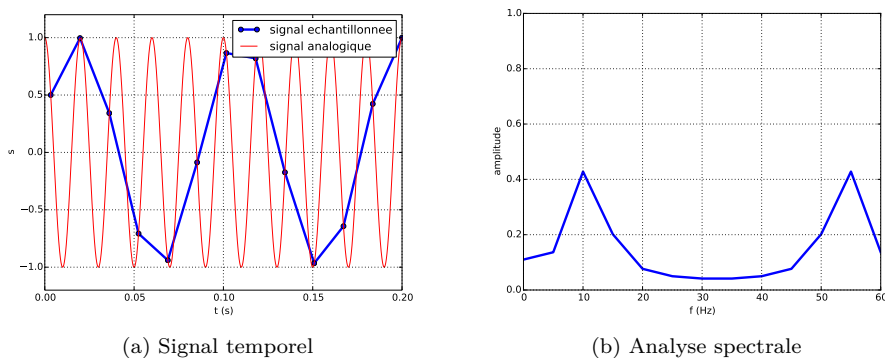 signal echantillonnee
signal analogique
1.0
0.5
0.0
−0.5
−1.0
s
0.00
0.05
0.10
0.15
0.20
t (s)
(a) Signal temporel
1.0
0.8
0.6
0.4
0.2
0.0
amplitude
0
10
20
30
40
50
60
f (Hz)
(b) Analyse spectrale